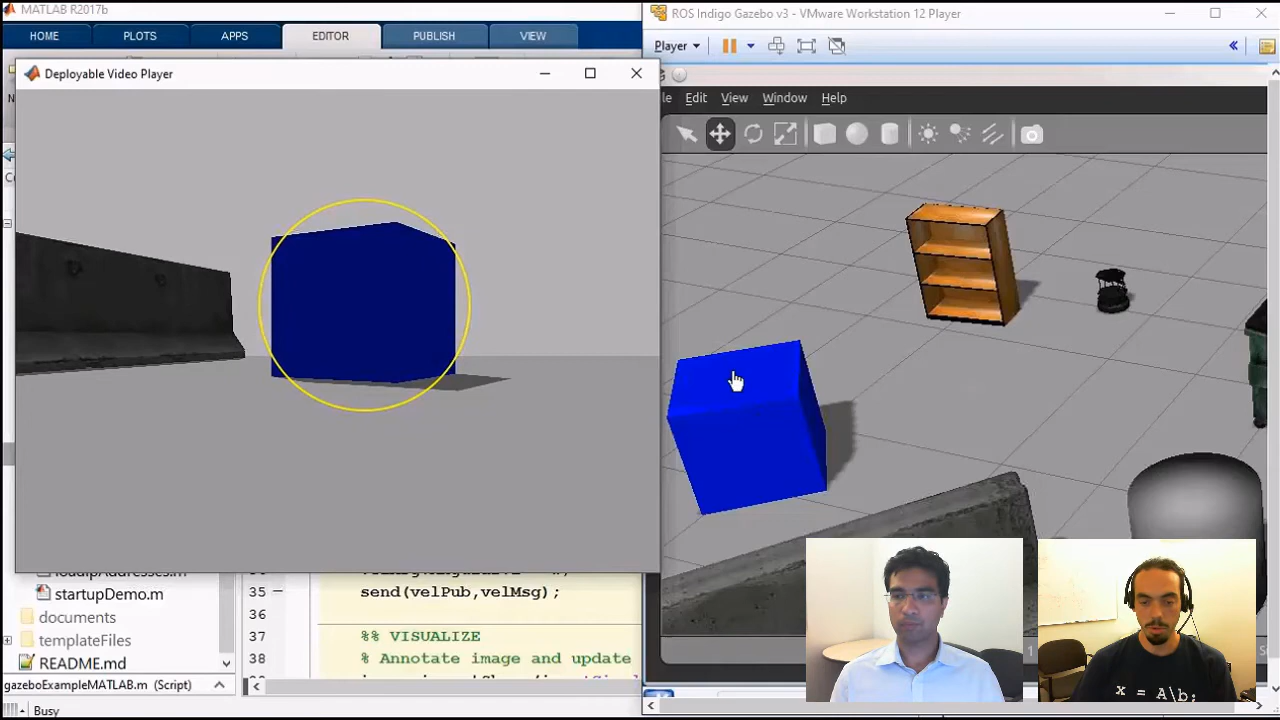 MATLAB R2017b
HOME PLOTS APPS EDITOR PUBLISH VIEW
Deployable Video Player
ROS Indigo Gazebo v3 - VMware Workstation 12 Player
Player
Edit View Window Help
startupDemo.m
documents
templateFiles
README.md
gazeboExampleMATLAB.m (Script)
Busy
35
send(velPub,velMsg);
36
37
%% VISUALIZE
38
% Annotate image and update
x = A\b;